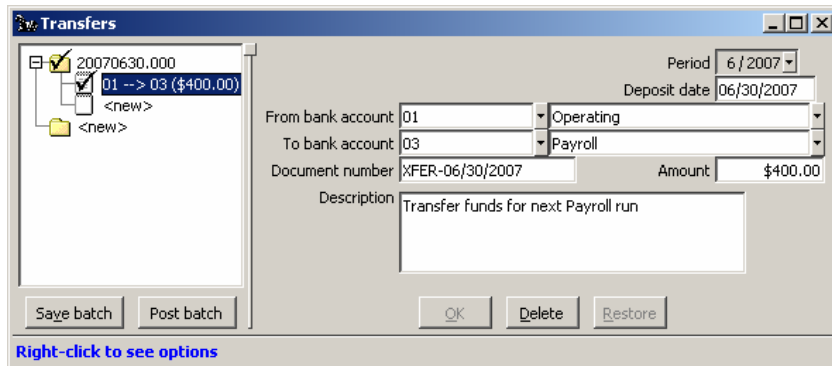 Transfers
20070630.000
01 --> 03 ($400.00)
<new>
<new>
Period 6 / 2007
Deposit date 06/30/2007
From bank account 01 Operating
To bank account 03 Payroll
Document number XFER-06/30/2007 Amount $400.00
Description Transfer funds for next Payroll run
Save batch Post batch OK Delete Restore
Right-click to see options